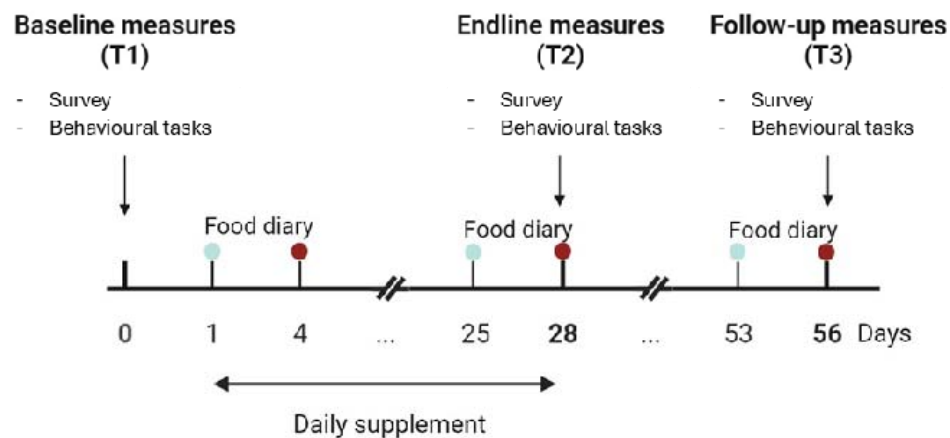 Baseline measures
(T1)
- Survey
- Behavioural tasks
Endline measures
(T2)
- Survey
- Behavioural tasks
Follow-up measures
(T3)
- Survey
- Behavioural tasks
Food diary
Food diary
Food diary
0 1 4 ... 25 28 ... 53 56 Days
Daily supplement